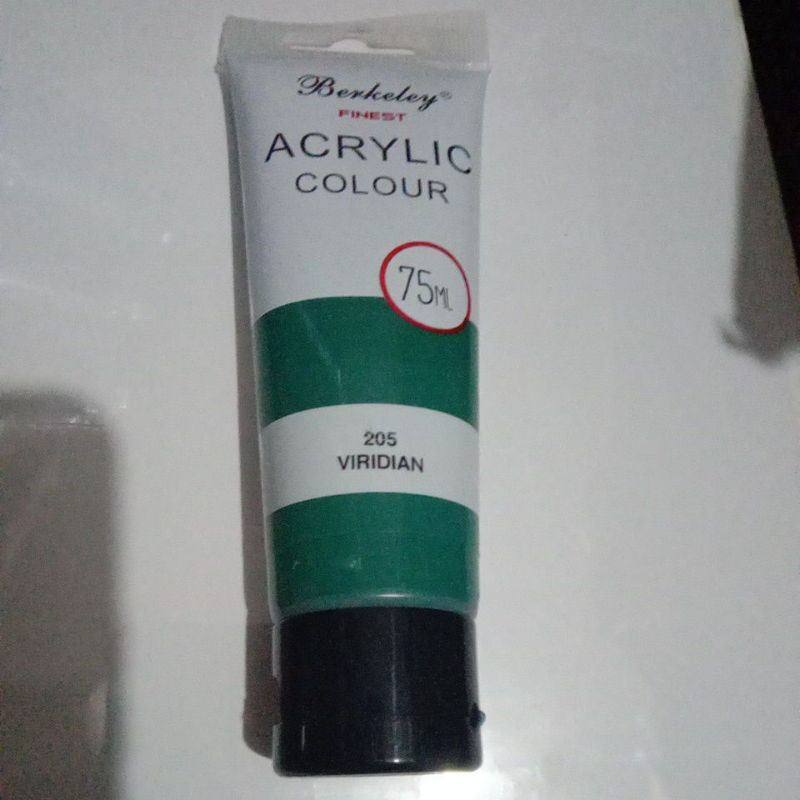 Berkeley®
FINEST
ACRYLIC
COLOUR
75ML
205
VIRIDIAN